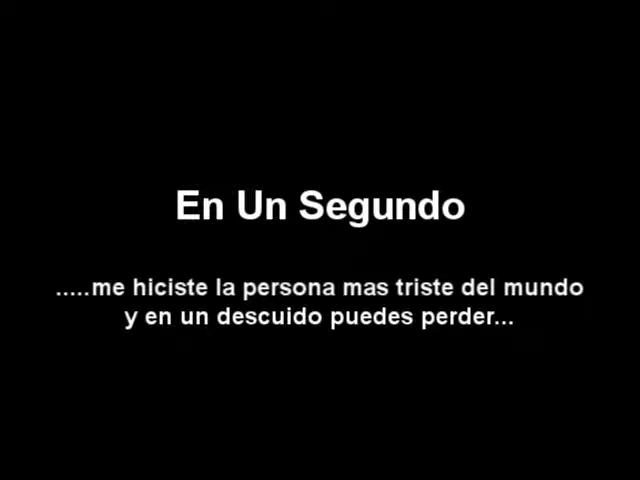 En Un Segundo
.....me hiciste la persona mas triste del mundo
y en un descuido puedes perder...